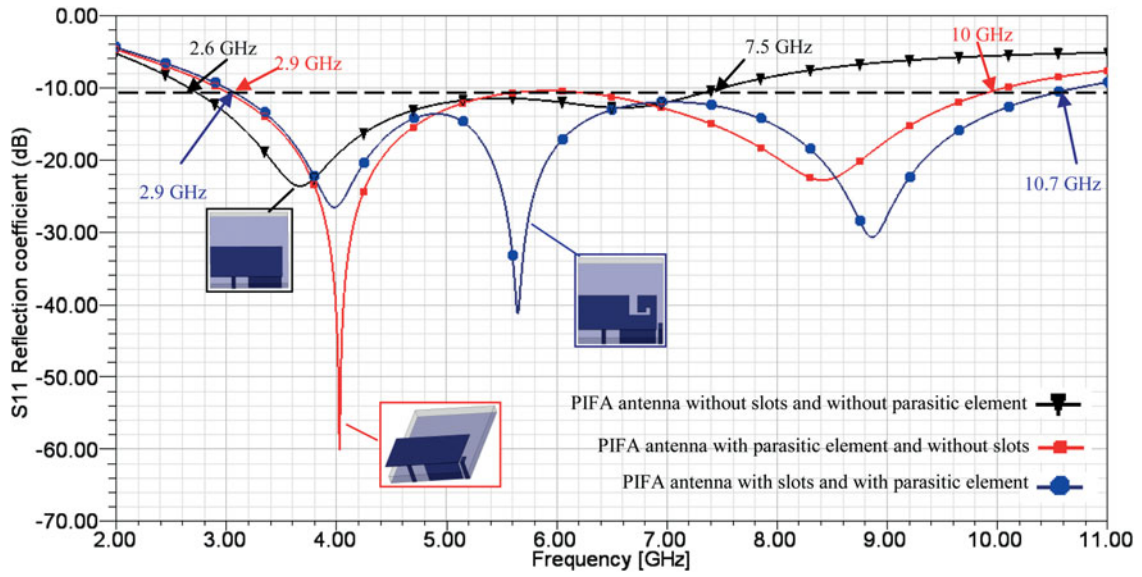 0.00
-10.00
-20.00
-30.00
-40.00
-50.00
-60.00
-70.00
S11 Reflection coefficient (dB)
2.6 GHz
2.9 GHz
7.5 GHz
10 GHz
2.9 GHz
10.7 GHz
PIFA antenna without slots and without parasitic element
PIFA antenna with parasitic element and without slots
PIFA antenna with slots and with parasitic element
2.00 3.00 4.00 5.00 6.00 7.00 8.00 9.00 10.00 11.00
Frequency [GHz]